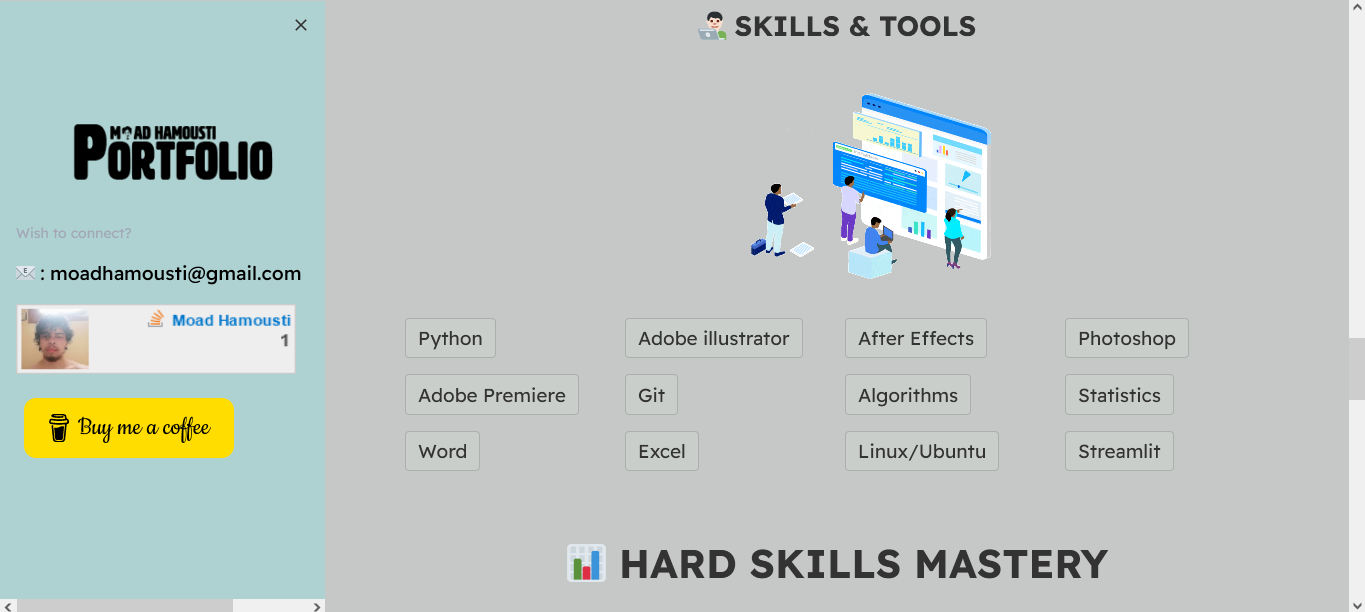 MOAD HAMOUSTI
PORTFOLIO
Wish to connect?
: moadhamousti@gmail.com
Moad Hamousti
1
Buy me a coffee
SKILLS & TOOLS
Python
Adobe illustrator
After Effects
Photoshop
Adobe Premiere
Git
Algorithms
Statistics
Word
Excel
Linux/Ubuntu
Streamlit
HARD SKILLS MASTERY